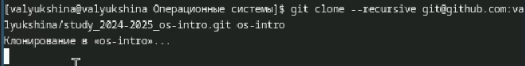 [valyukshina@valyukshina Операционные системы]$ git clone --recursive git@github.com:va
lyukshina/study_2024-2025_os-intro.git os-intro
Клонирование в «os-intro»...